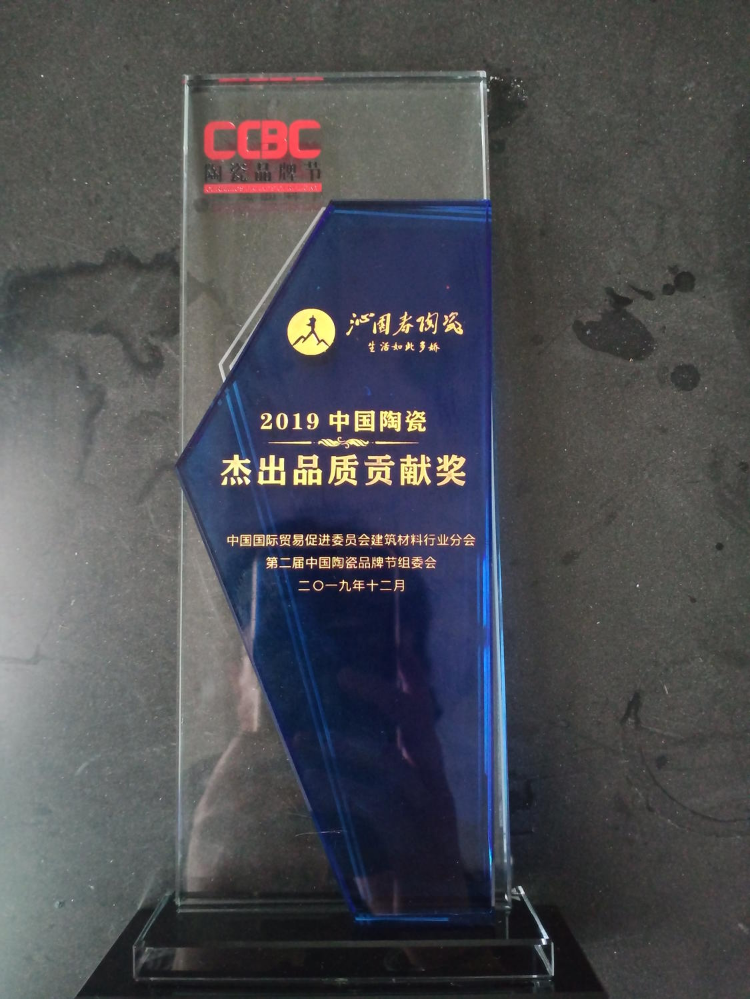 CCBC
陶瓷品牌节
沁园春陶瓷
生活如此多娇
2019 中国陶瓷
杰出品质贡献奖
中国国际贸易促进委员会建筑材料行业分会
第二届中国陶瓷品牌节组委会
二〇一九年十二月